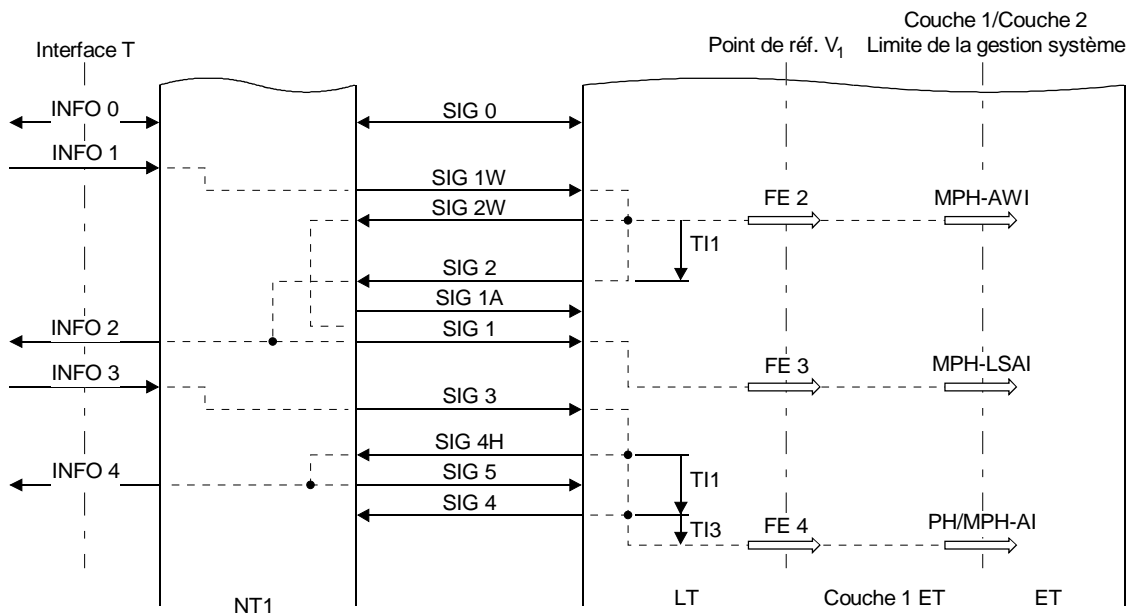 Couche 1/Couche 2
Interface T
Point de réf. V1
Limite de la gestion système
INFO 0
SIG 0
INFO 1
SIG 1W
SIG 2W
FE 2
MPH-AWI
TI1
SIG 2
SIG 1A
INFO 2
SIG 1
INFO 3
FE 3
MPH-LSAI
SIG 3
SIG 4H
INFO 4
SIG 5
TI1
SIG 4
TI3
FE 4
PH/MPH-AI
NT1
LT
Couche 1 ET
ET